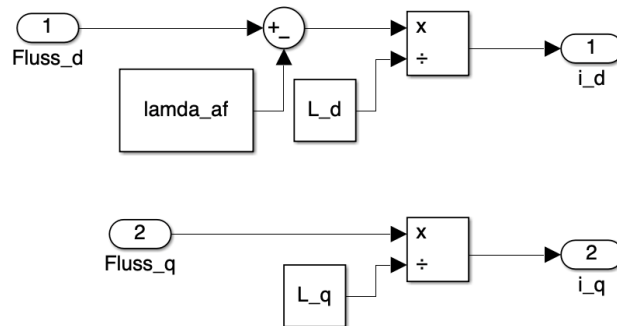 1
Fluss_d
+
_
x
÷
1
i_d
lamda_af
L_d
2
Fluss_q
x
÷
2
i_q
L_q